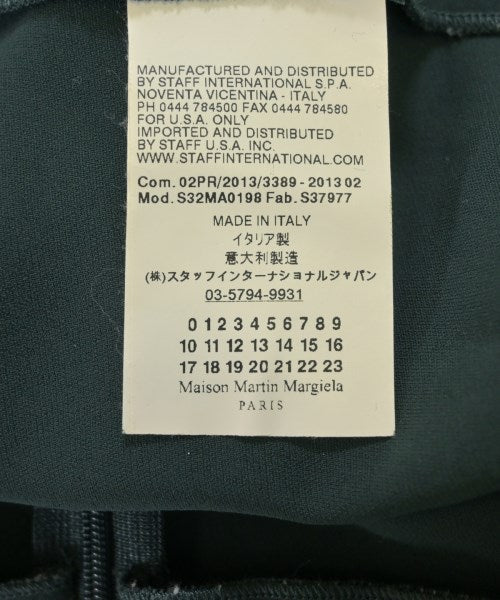 MANUFACTURED AND DISTRIBUTED
BY STAFF INTERNATIONAL S.P.A.
NOVENTA VICENTINA - ITALY
PH 0444 784500 FAX 0444 784580
FOR U.S.A. ONLY
IMPORTED AND DISTRIBUTED
BY STAFF U.S.A. INC.
WWW.STAFFINTERNATIONAL.COM
Com. 02PR/2013/3389 - 2013 02
Mod. S32MA0198 Fab. S37977
MADE IN ITALY
イタリア製
意大利製造
(株)スタッフインターナショナルジャパン
03-5794-9931
0 1 2 3 4 5 6 7 8 9
10 11 12 13 14 15 16
17 18 19 20 21 22 23
Maison Martin Margiela
PARIS